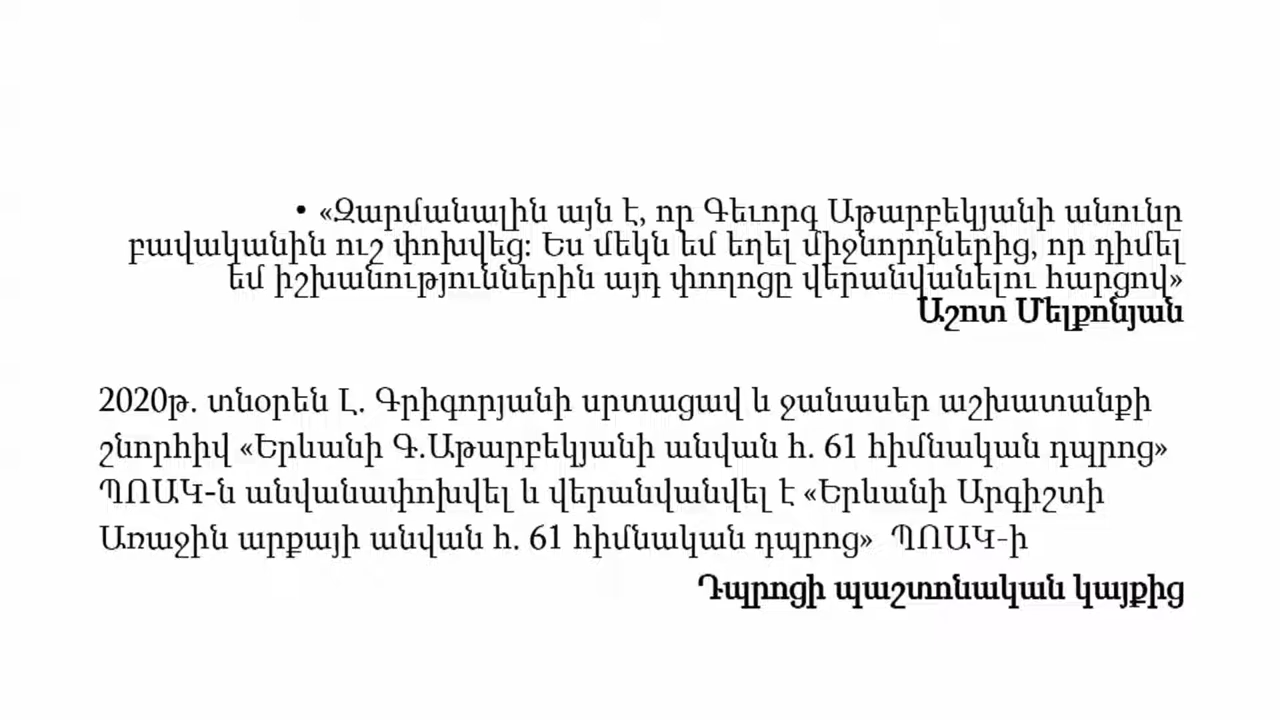 • «Զարմանալին այն է, որ Գեւորգ Աթարբեկյանի անունը
բավականին ուշ փոխվեց: Ես մեկն եմ եղել միջնորդներից, որ դիմել
եմ իշխանություններին այդ փողոցը վերանվանելու հարցով»
Աշոտ Մելքոնյան
2020թ. տնօրեն Լ. Գրիգորյանի սրտացավ և ջանասեր աշխատանքի
շնորհիվ «Երևանի Գ.Աթարբեկյանի անվան հ. 61 հիմնական դպրոց»
ՊՈԱԿ-ն անվանափոխվել և վերանվանվել է «Երևանի Արգիշտի
Առաջին արքայի անվան հ. 61 հիմնական դպրոց» ՊՈԱԿ-ի
Դպրոցի պաշտոնական կայքից